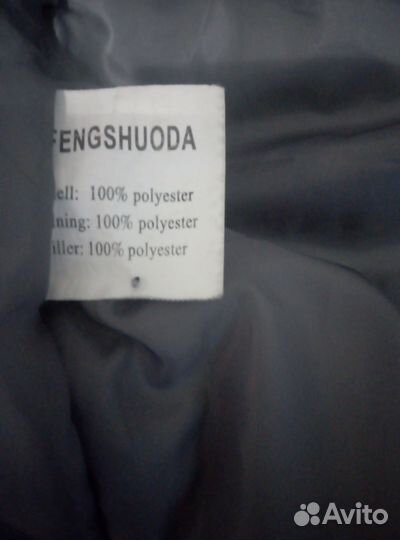 FENGSHUODA
ell: 100% polyester
ning: 100% polyester
iller: 100% polyester
Avito